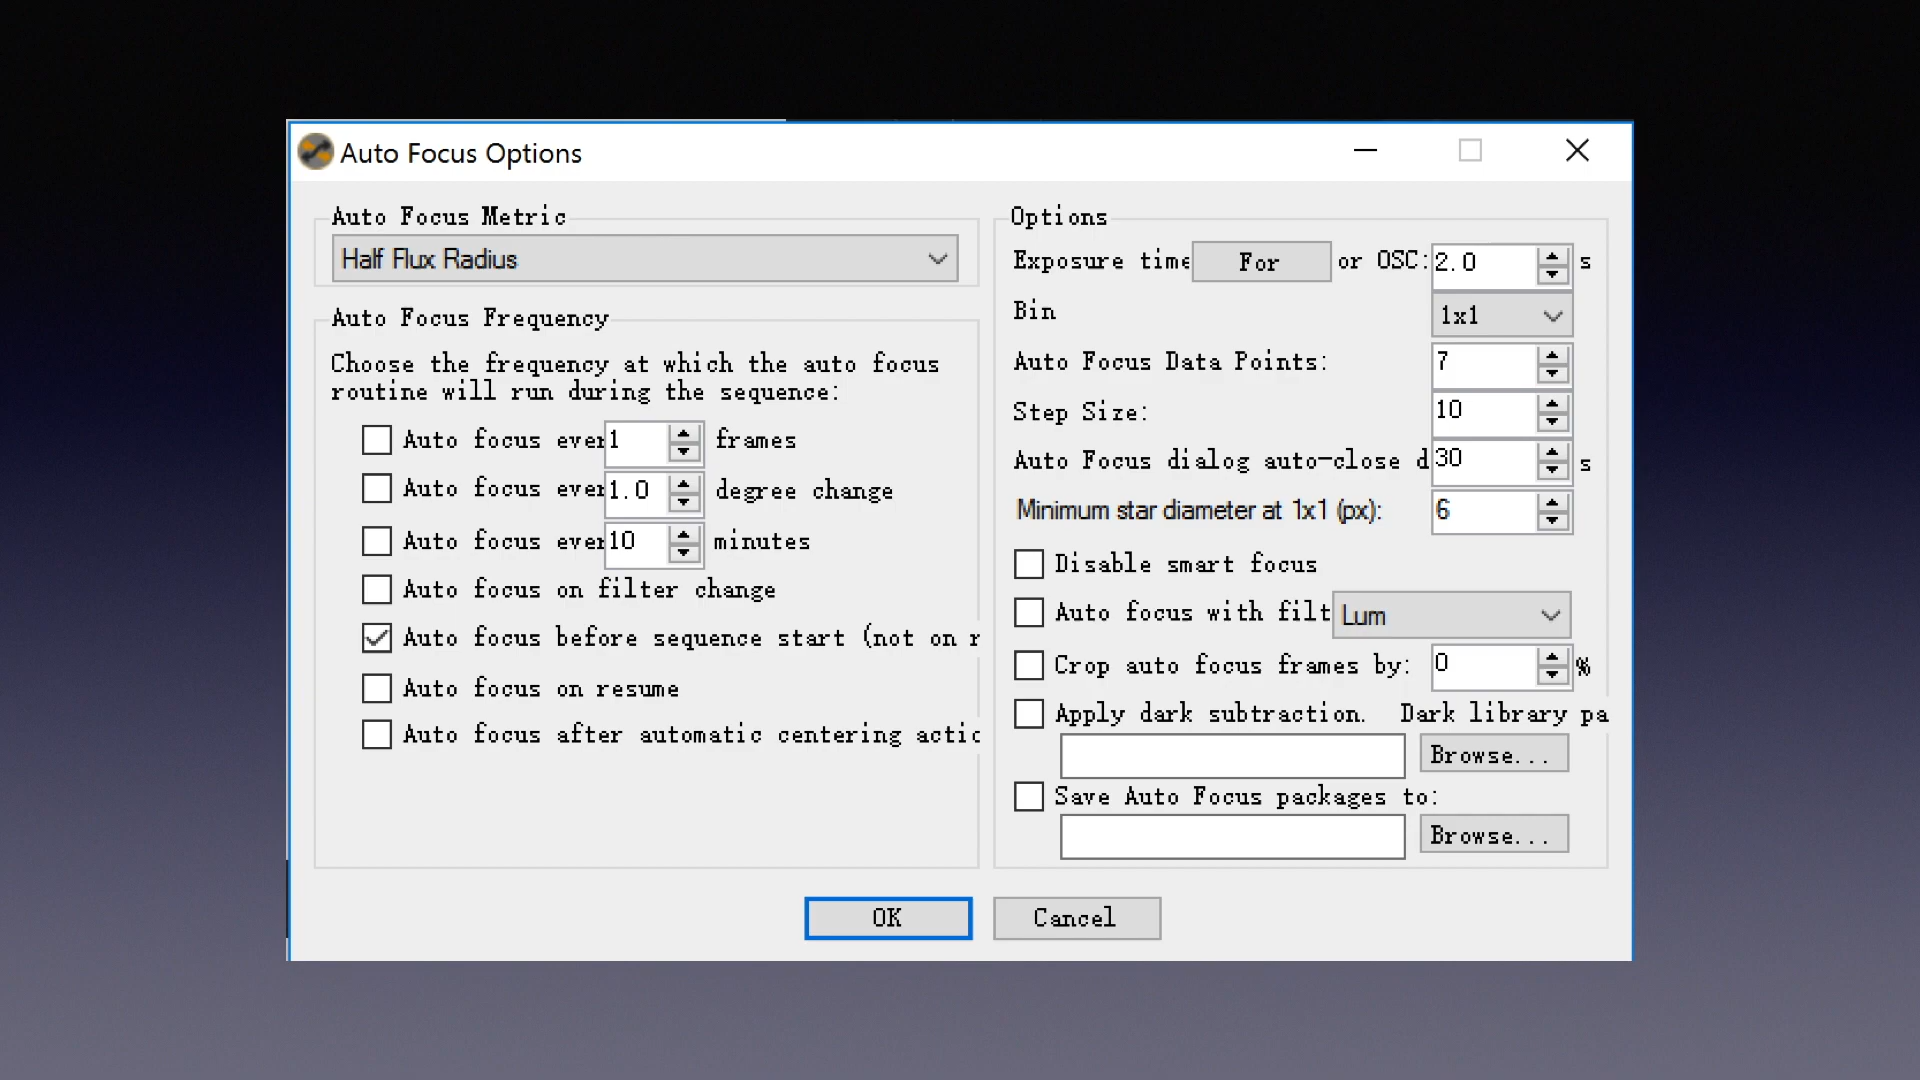 Auto Focus Options
Auto Focus Metric
Half Flux Radius
Auto Focus Frequency
Choose the frequency at which the auto focus
routine will run during the sequence:
Auto focus ever 1 frames
Auto focus ever 1.0 degree change
Auto focus ever 10 minutes
Auto focus on filter change
Auto focus before sequence start (not on r
Auto focus on resume
Auto focus after automatic centering actic
Options
Exposure time For or OSC: 2.0 s
Bin 1x1
Auto Focus Data Points: 7
Step Size: 10
Auto Focus dialog auto-close d 30 s
Minimum star diameter at 1x1 (px): 6
Disable smart focus
Auto focus with filt Lum
Crop auto focus frames by: 0 %
Apply dark subtraction. Dark library pa
Browse...
Save Auto Focus packages to:
Browse...
OK Cancel